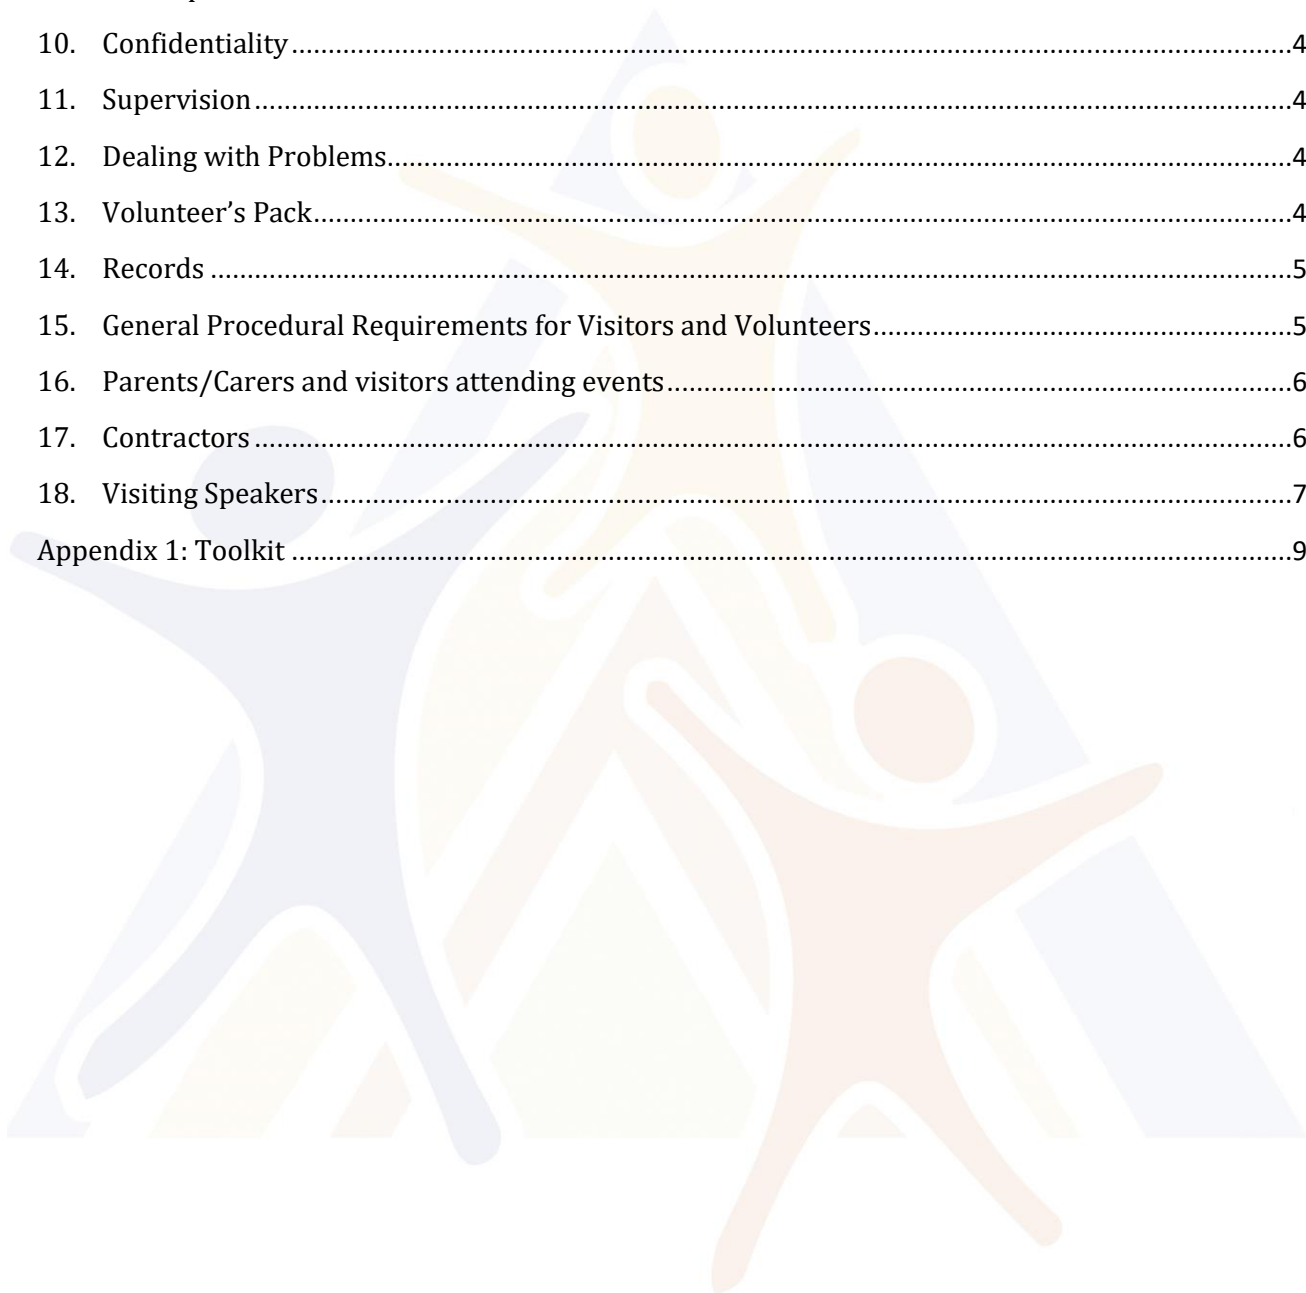 10. Confidentiality ... 4
11. Supervision ... 4
12. Dealing with Problems ... 4
13. Volunteer’s Pack ... 4
14. Records ... 5
15. General Procedural Requirements for Visitors and Volunteers ... 5
16. Parents/Carers and visitors attending events ... 6
17. Contractors ... 6
18. Visiting Speakers ... 7
Appendix 1: Toolkit ... 9